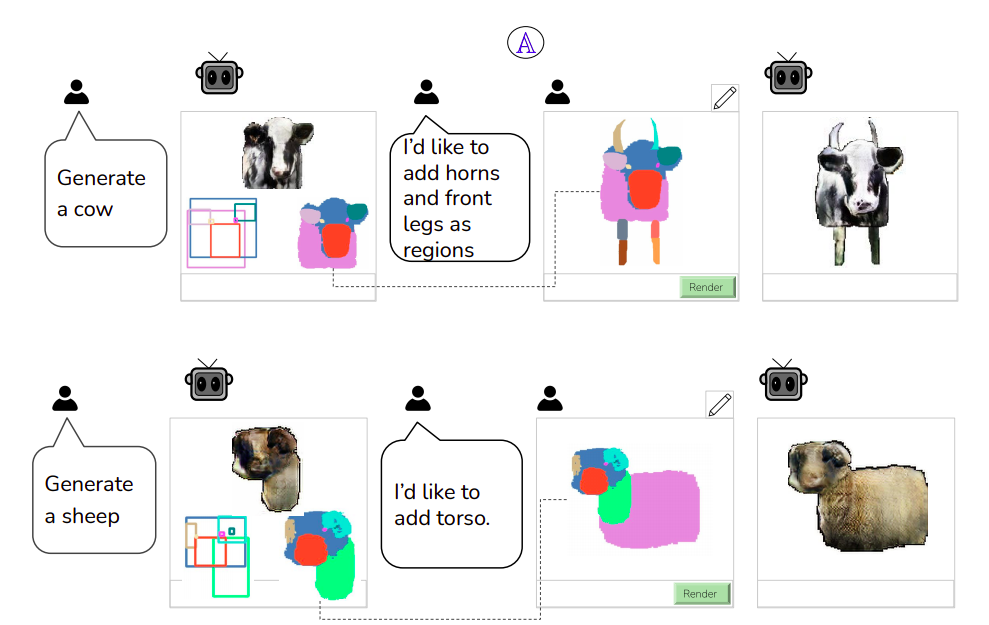 A
Generate
a cow
I'd like to
add horns
and front
legs as
regions
Render
Generate
a sheep
I'd like to
add torso.
Render